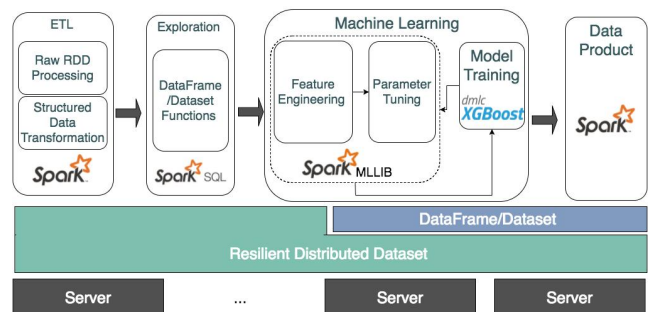 ETL
Raw RDD
Processing
Structured
Data
Transformation
Spark
Exploration
DataFrame
/Dataset
Functions
Spark SQL
Machine Learning
Feature
Engineering
Parameter
Tuning
Spark MLLIB
Model
Training
dmlc
XGBoost
Data
Product
Spark
DataFrame/Dataset
Resilient Distributed Dataset
Server
...
Server
Server